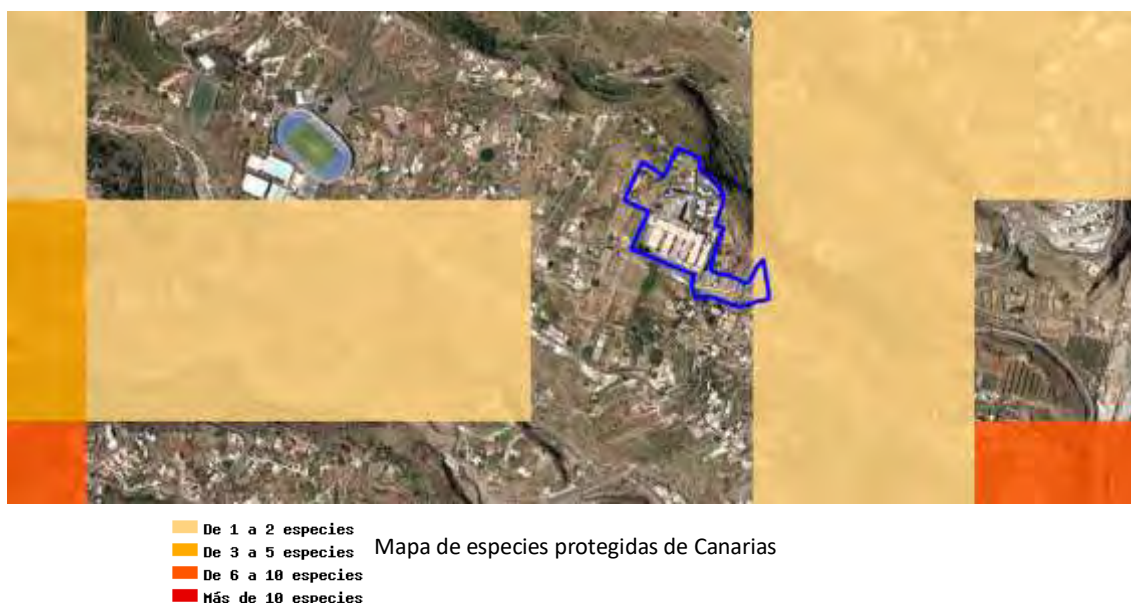 De 1 a 2 especies
De 3 a 5 especies
Mapa de especies protegidas de Canarias
De 6 a 10 especies
Más de 10 especies